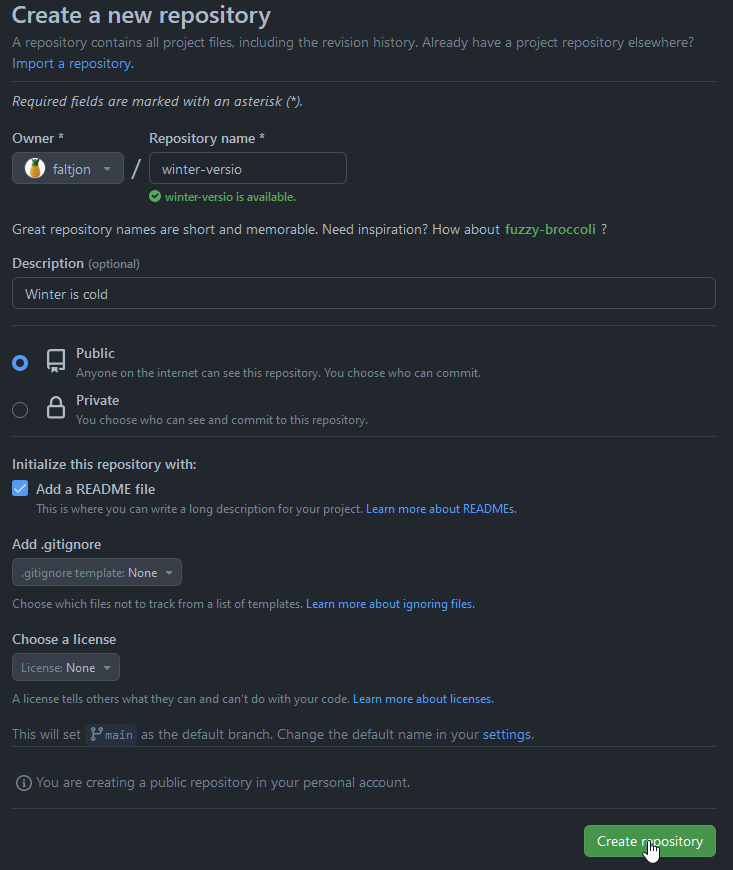 Create a new repository
A repository contains all project files, including the revision history. Already have a project repository elsewhere?
Import a repository.
Required fields are marked with an asterisk (*).
Owner * Repository name *
faltjon / winter-versio
winter-versio is available.
Great repository names are short and memorable. Need inspiration? How about fuzzy-broccoli ?
Description (optional)
Winter is cold
Public
Anyone on the internet can see this repository. You choose who can commit.
Private
You choose who can see and commit to this repository.
Initialize this repository with:
Add a README file
This is where you can write a long description for your project. Learn more about READMEs.
Add .gitignore
.gitignore template: None
Choose which files not to track from a list of templates. Learn more about ignoring files.
Choose a license
License: None
A license tells others what they can and can't do with your code. Learn more about licenses.
This will set main as the default branch. Change the default name in your settings.
You are creating a public repository in your personal account.
Create repository